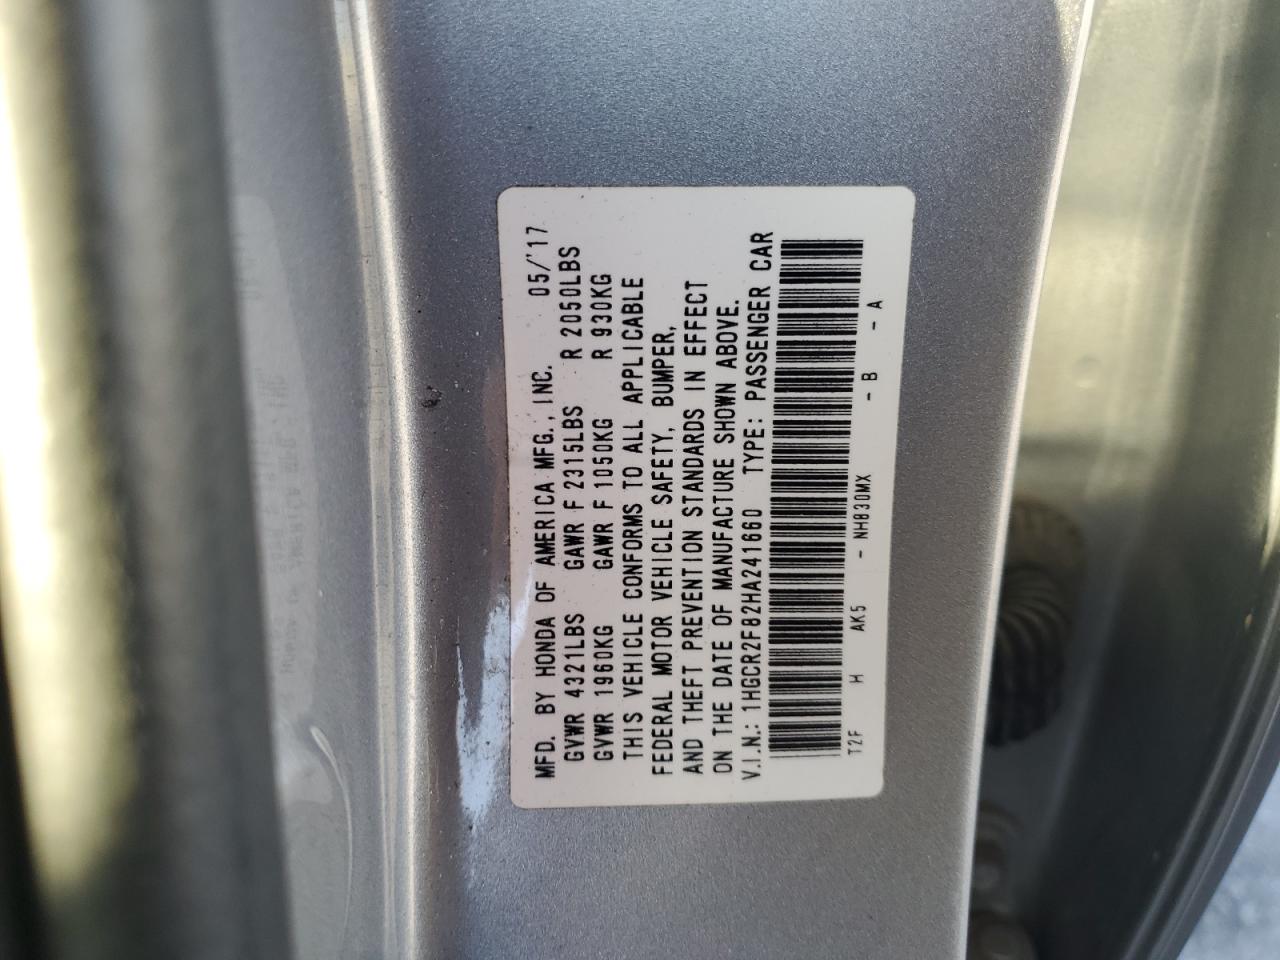 MFD. BY HONDA OF AMERICA MFG., INC. 05/'17
GVWR 4321LBS GAWR F 2315LBS R 2050LBS
GVWR 1960KG GAWR F 1050KG R 930KG
THIS VEHICLE CONFORMS TO ALL APPLICABLE
FEDERAL MOTOR VEHICLE SAFETY, BUMPER,
AND THEFT PREVENTION STANDARDS IN EFFECT
ON THE DATE OF MANUFACTURE SHOWN ABOVE.
V.I.N.: 1HGCR2F82HA241660 TYPE: PASSENGER CAR
T2F H AK5 - NH830MX - B - A